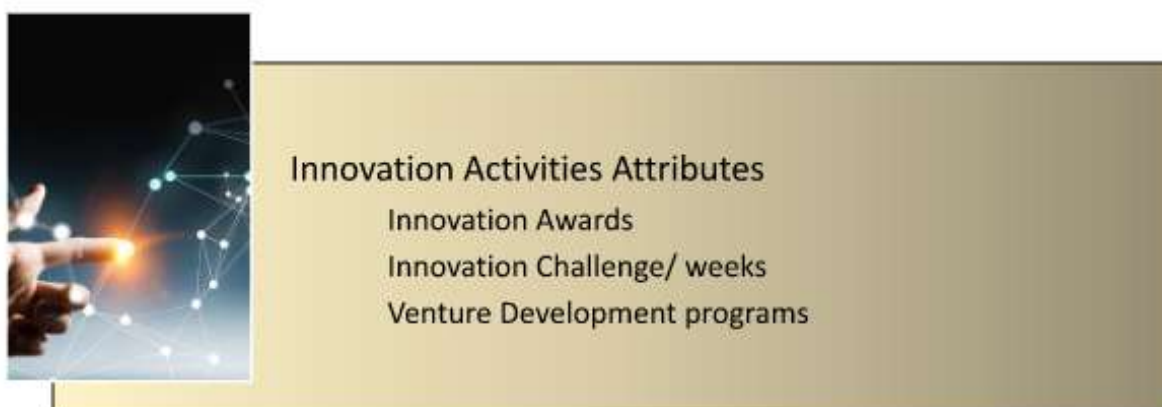 Innovation Activities Attributes
Innovation Awards
Innovation Challenge/ weeks
Venture Development programs